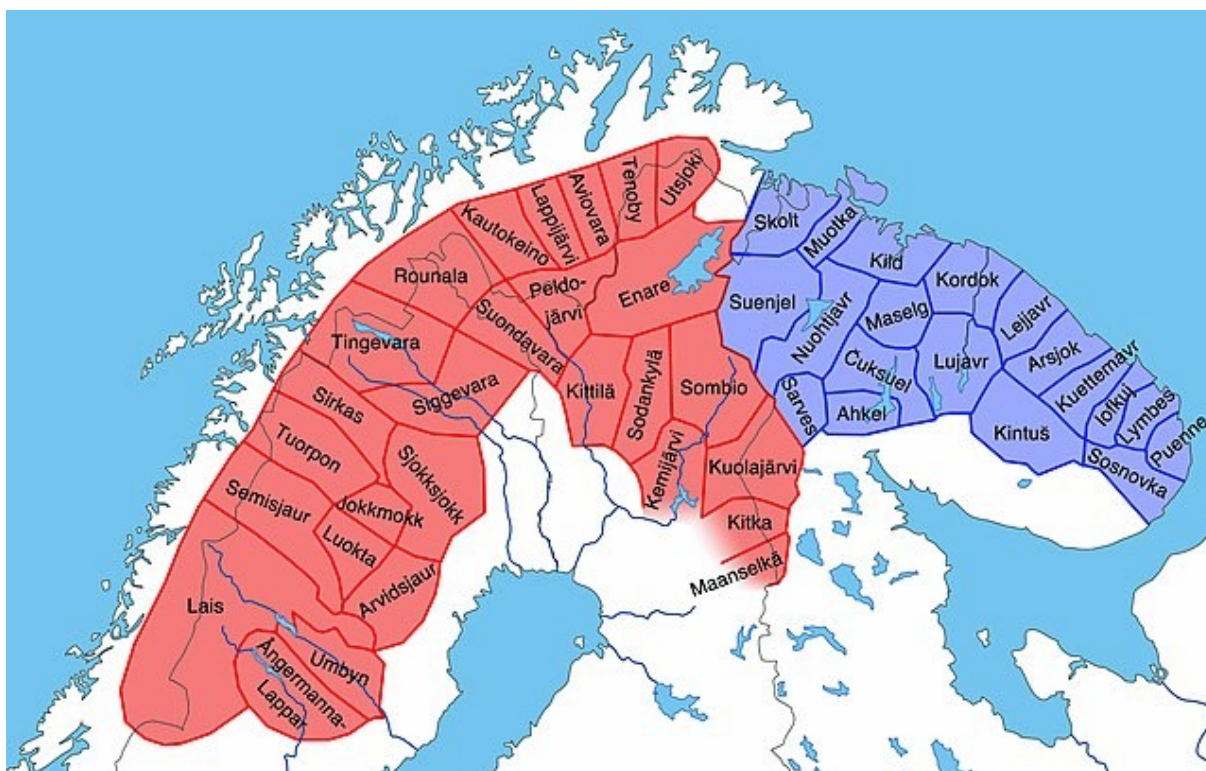 Utsjoki
Tenoby
Aviovara
Lappijärvi
Kautokeino
Rounala
Peldo-
järvi
Enare
Suondavara
Tingevara
Siggevara
Kittilä
Sodankylä
Sombio
Kemijärvi
Kuolajärvi
Kitka
Maanselkä
Sirkas
Tuorpon
Sjokksjokk
Semisjaur
Jokkmokk
Luokta
Arvidsjaur
Lais
Umbyn
Ångermanna-
Lappar
Skolt
Muotka
Kild
Kordok
Lejjavr
Suenjel
Nuohtjavr
Maselg
Arsjok
Cuksuel
Lujavr
Kuettemavr
Sarves
Ahkel
Iofkuj
Lymbes
Kintuš
Puenne
Sosnovka